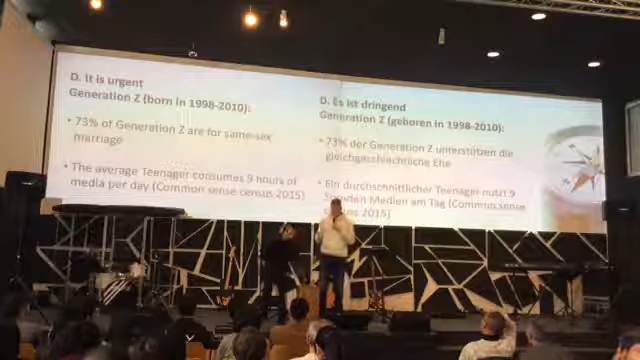 D. It is urgent
Generation Z (born in 1998-2010):
• 73% of Generation Z are for same-sex
marriage
• The average Teenager consumes 9 hours of
media per day (Common sense census 2015)
D. Es ist dringend
Generation Z (geboren in 1998-2010):
• 73% der Generation Z unterstützen die
gleichgeschlechtliche Ehe
• Ein durchschnittlicher Teenager nutzt 9
Stunden Medien am Tag (Common sense
census 2015)